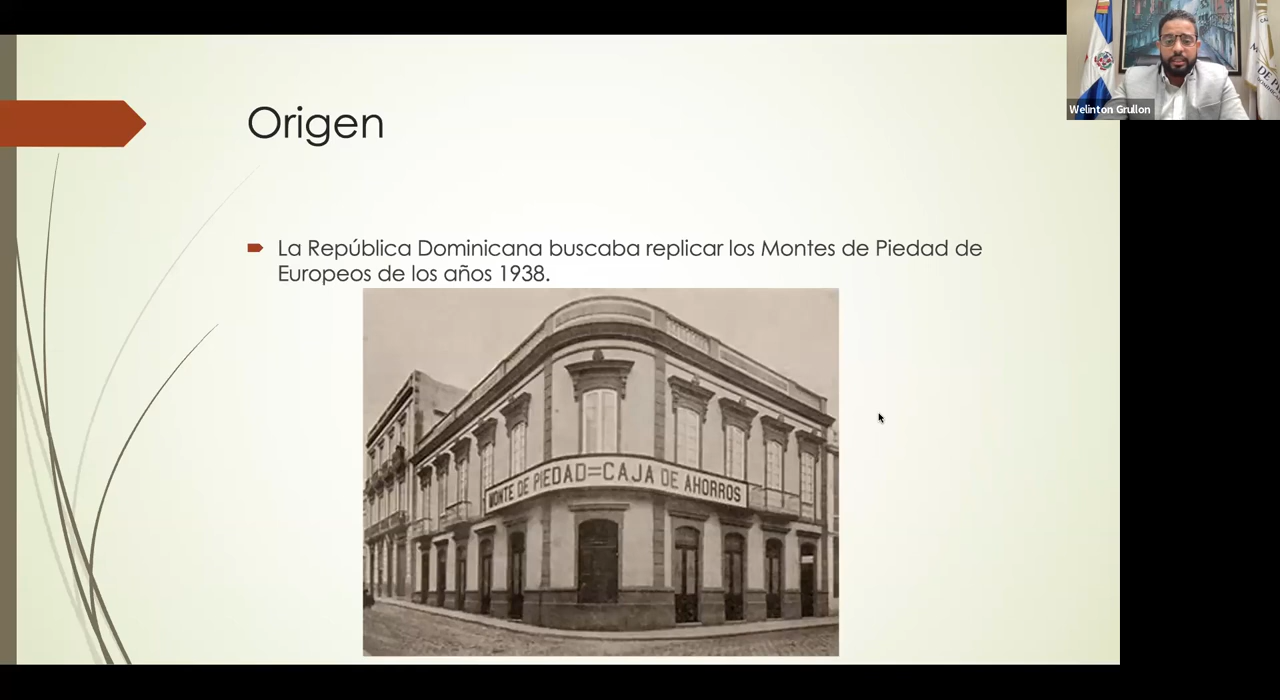 Origen
La República Dominicana buscaba replicar los Montes de Piedad de
Europeos de los años 1938.
MONTE DE PIEDAD=CAJA DE AHORROS
Welinton Grullon